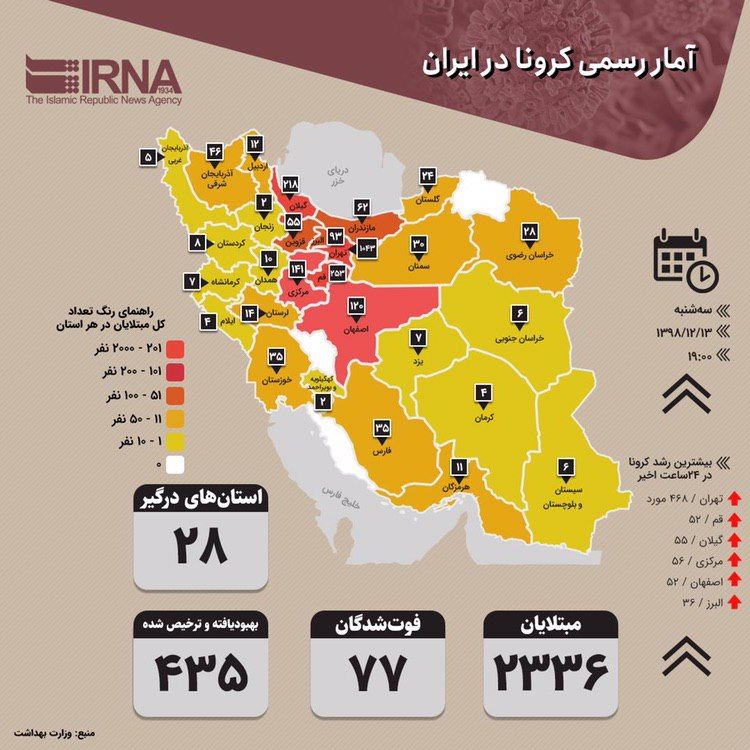 آمار رسمی کرونا در ایران
IRNA
1934
The Islamic Republic News Agency
دریای
خزر
۵
آذربایجان
غربی
۴۶
آذربایجان
شرقی
۱۲
اردبیل
۲۱۸
گیلان
۲
زنجان
۵۵
قزوین
۶۲
مازندران
۹۳
البرز
۱۰۴۳
تهران
۲۴
گلستان
۳۰
سمنان
۲۸
خراسان رضوی
۸
کردستان
۱۰
همدان
۱۴۱
مرکزی
۲۵۳
قم
۷
کرمانشاه
۱۴
لرستان
۴
ایلام
۱۲۰
اصفهان
۷
یزد
۶
خراسان جنوبی
۳۵
خوزستان
کهکیلویه
و بویراحمد
۲
۳۵
فارس
۴
کرمان
۱۱
هرمزگان
۶
سیستان
و بلوچستان
خلیج فارس
راهنمای رنگ تعداد
کل مبتلایان در هر استان
۲۰۱ - ۲۰۰۰ نفر
۱۰۱ - ۲۰۰ نفر
۵۱ - ۱۰۰ نفر
۱۱ - ۵۰ نفر
۱ - ۱۰ نفر
۰
سه‌شنبه
۱۳۹۸/۱۲/۱۳
۱۹:۰۰
بیشترین رشد کرونا
در ۲۴ساعت اخیر
تهران / ۴۶۸ مورد
قم / ۵۲
گیلان / ۵۵
مرکزی / ۵۶
اصفهان / ۵۲
البرز / ۳۶
استان‌های درگیر
۲۸
مبتلایان
۲۳۳۶
فوت‌شدگان
۷۷
بهبودیافته و ترخیص شده
۴۳۵
منبع: وزارت بهداشت